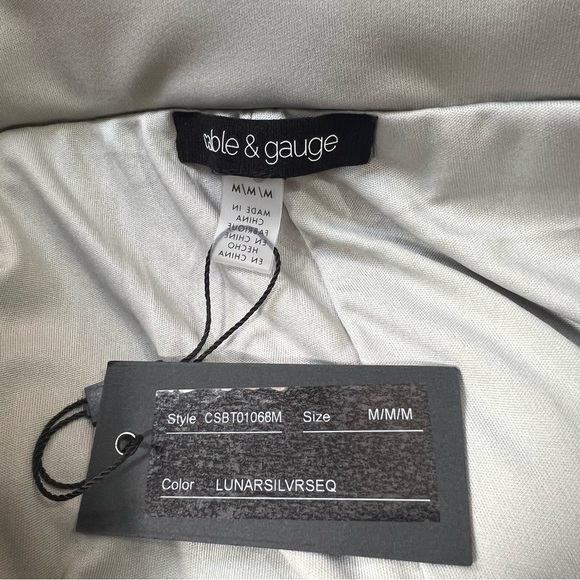 cable & gauge
M/M/M
MADE IN
CHINA
FABRIQUE
EN CHINE
HECHO
EN CHINA
Style CSBT01068M Size M/M/M
Color LUNARSILVRSEQ